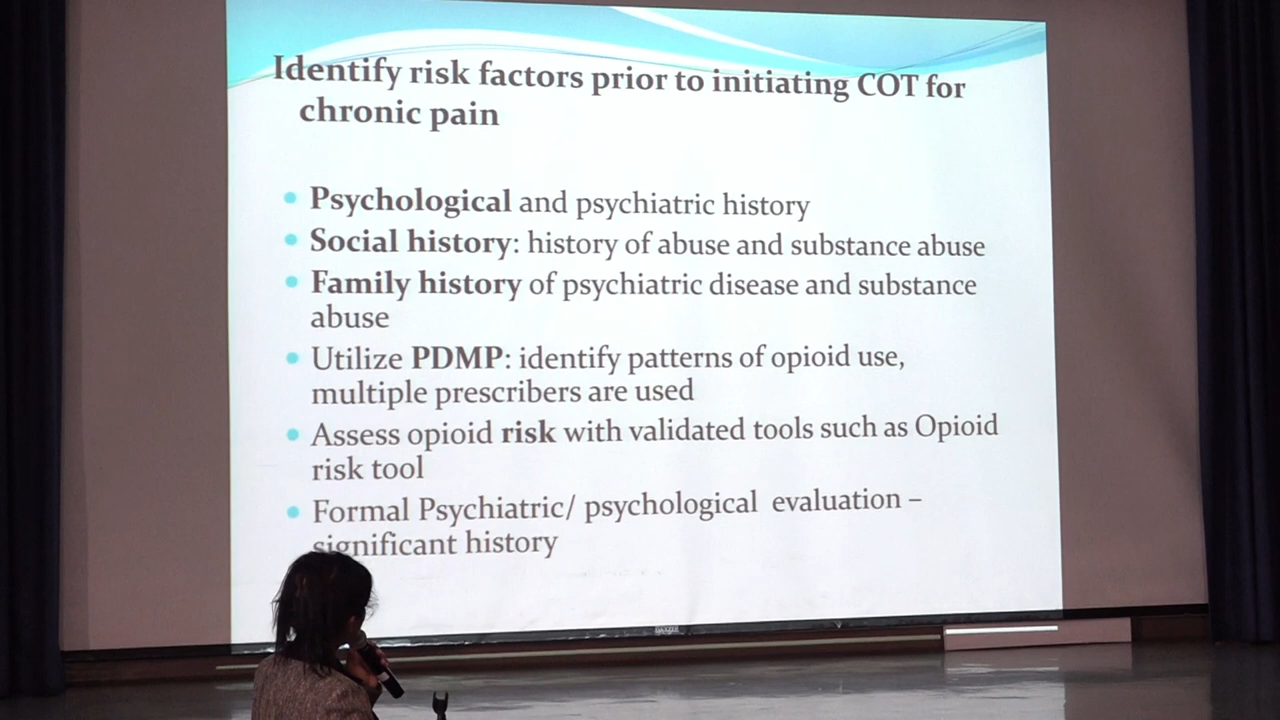 Identify risk factors prior to initiating COT for
chronic pain
• Psychological and psychiatric history
• Social history: history of abuse and substance abuse
• Family history of psychiatric disease and substance
abuse
• Utilize PDMP: identify patterns of opioid use,
multiple prescribers are used
• Assess opioid risk with validated tools such as Opioid
risk tool
• Formal Psychiatric/ psychological evaluation –
significant history